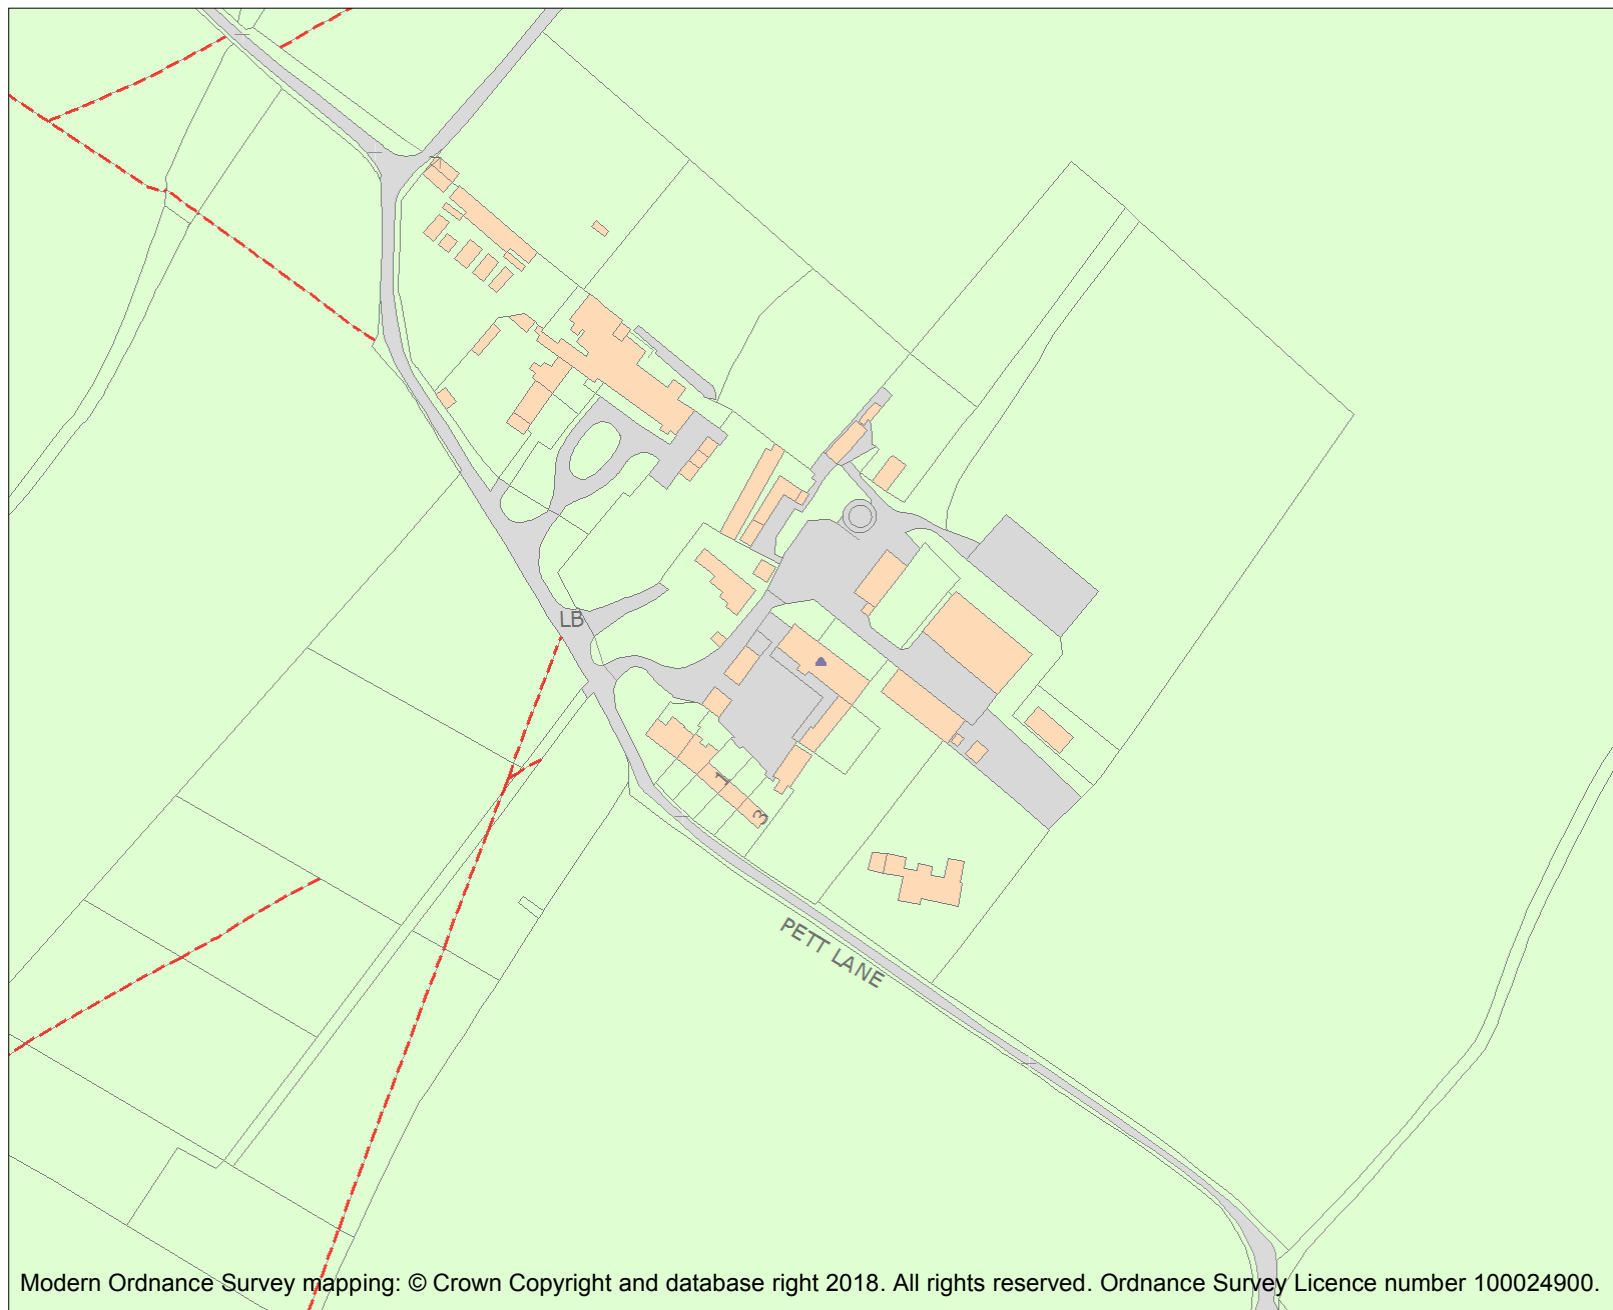 LB
1
3
PETT LANE
Modern Ordnance Survey mapping: © Crown Copyright and database right 2018. All rights reserved. Ordnance Survey Licence number 100024900.